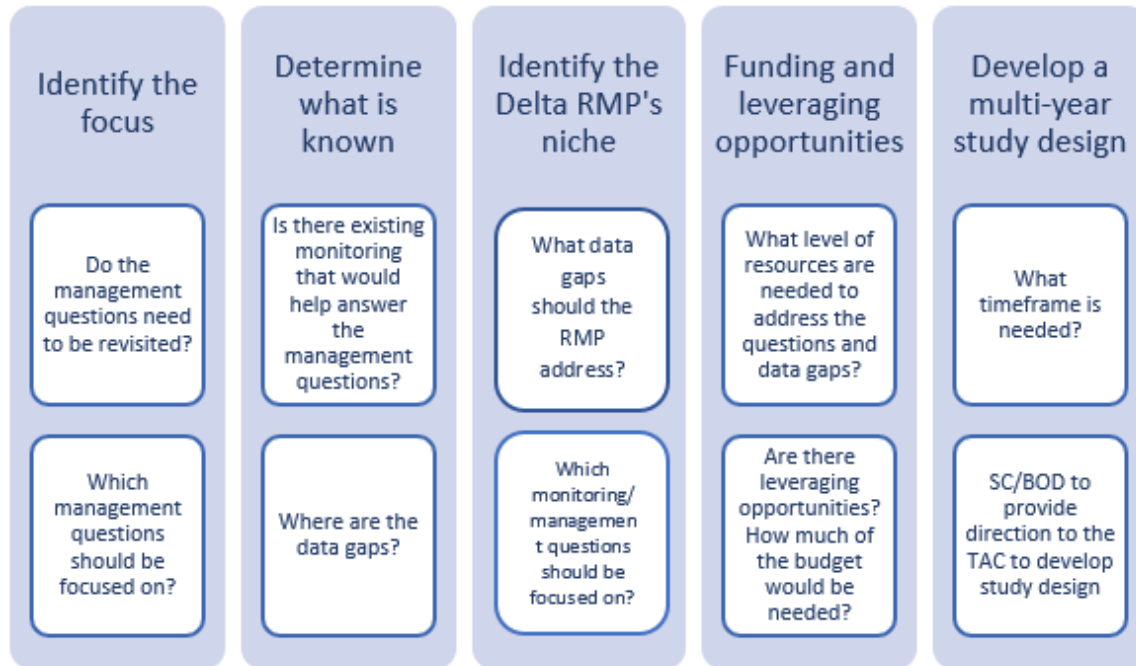 Identify the
focus
Do the
management
questions need
to be revisited?
Which
management
questions
should be
focused on?
Determine
what is
known
Is there existing
monitoring
that would
help answer
the
management
questions?
Where are the
data gaps?
Identify the
Delta RMP's
niche
What data
gaps
should the
RMP
address?
Which
monitoring/
managemen
t questions
should be
focused on?
Funding and
leveraging
opportunities
What level of
resources are
needed to
address the
questions and
data gaps?
Are there
leveraging
opportunities?
How much of
the budget
would be
needed?
Develop a
multi-year
study design
What
timeframe is
needed?
SC/BOD to
provide
direction to the
TAC to develop
study design